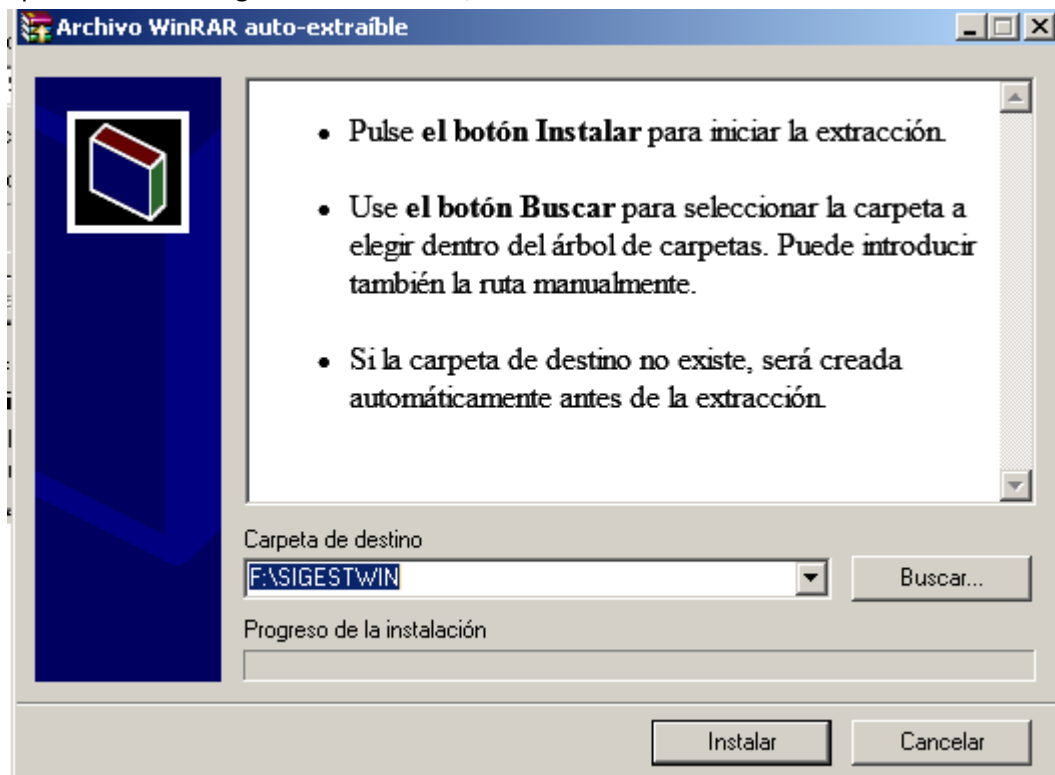 Archivo WinRAR auto-extraíble
• Pulse el botón Instalar para iniciar la extracción.
• Use el botón Buscar para seleccionar la carpeta a
elegir dentro del árbol de carpetas. Puede introducir
también la ruta manualmente.
• Si la carpeta de destino no existe, será creada
automáticamente antes de la extracción.
Carpeta de destino
F:\SIGESTWIN
Buscar...
Progreso de la instalación
Instalar
Cancelar